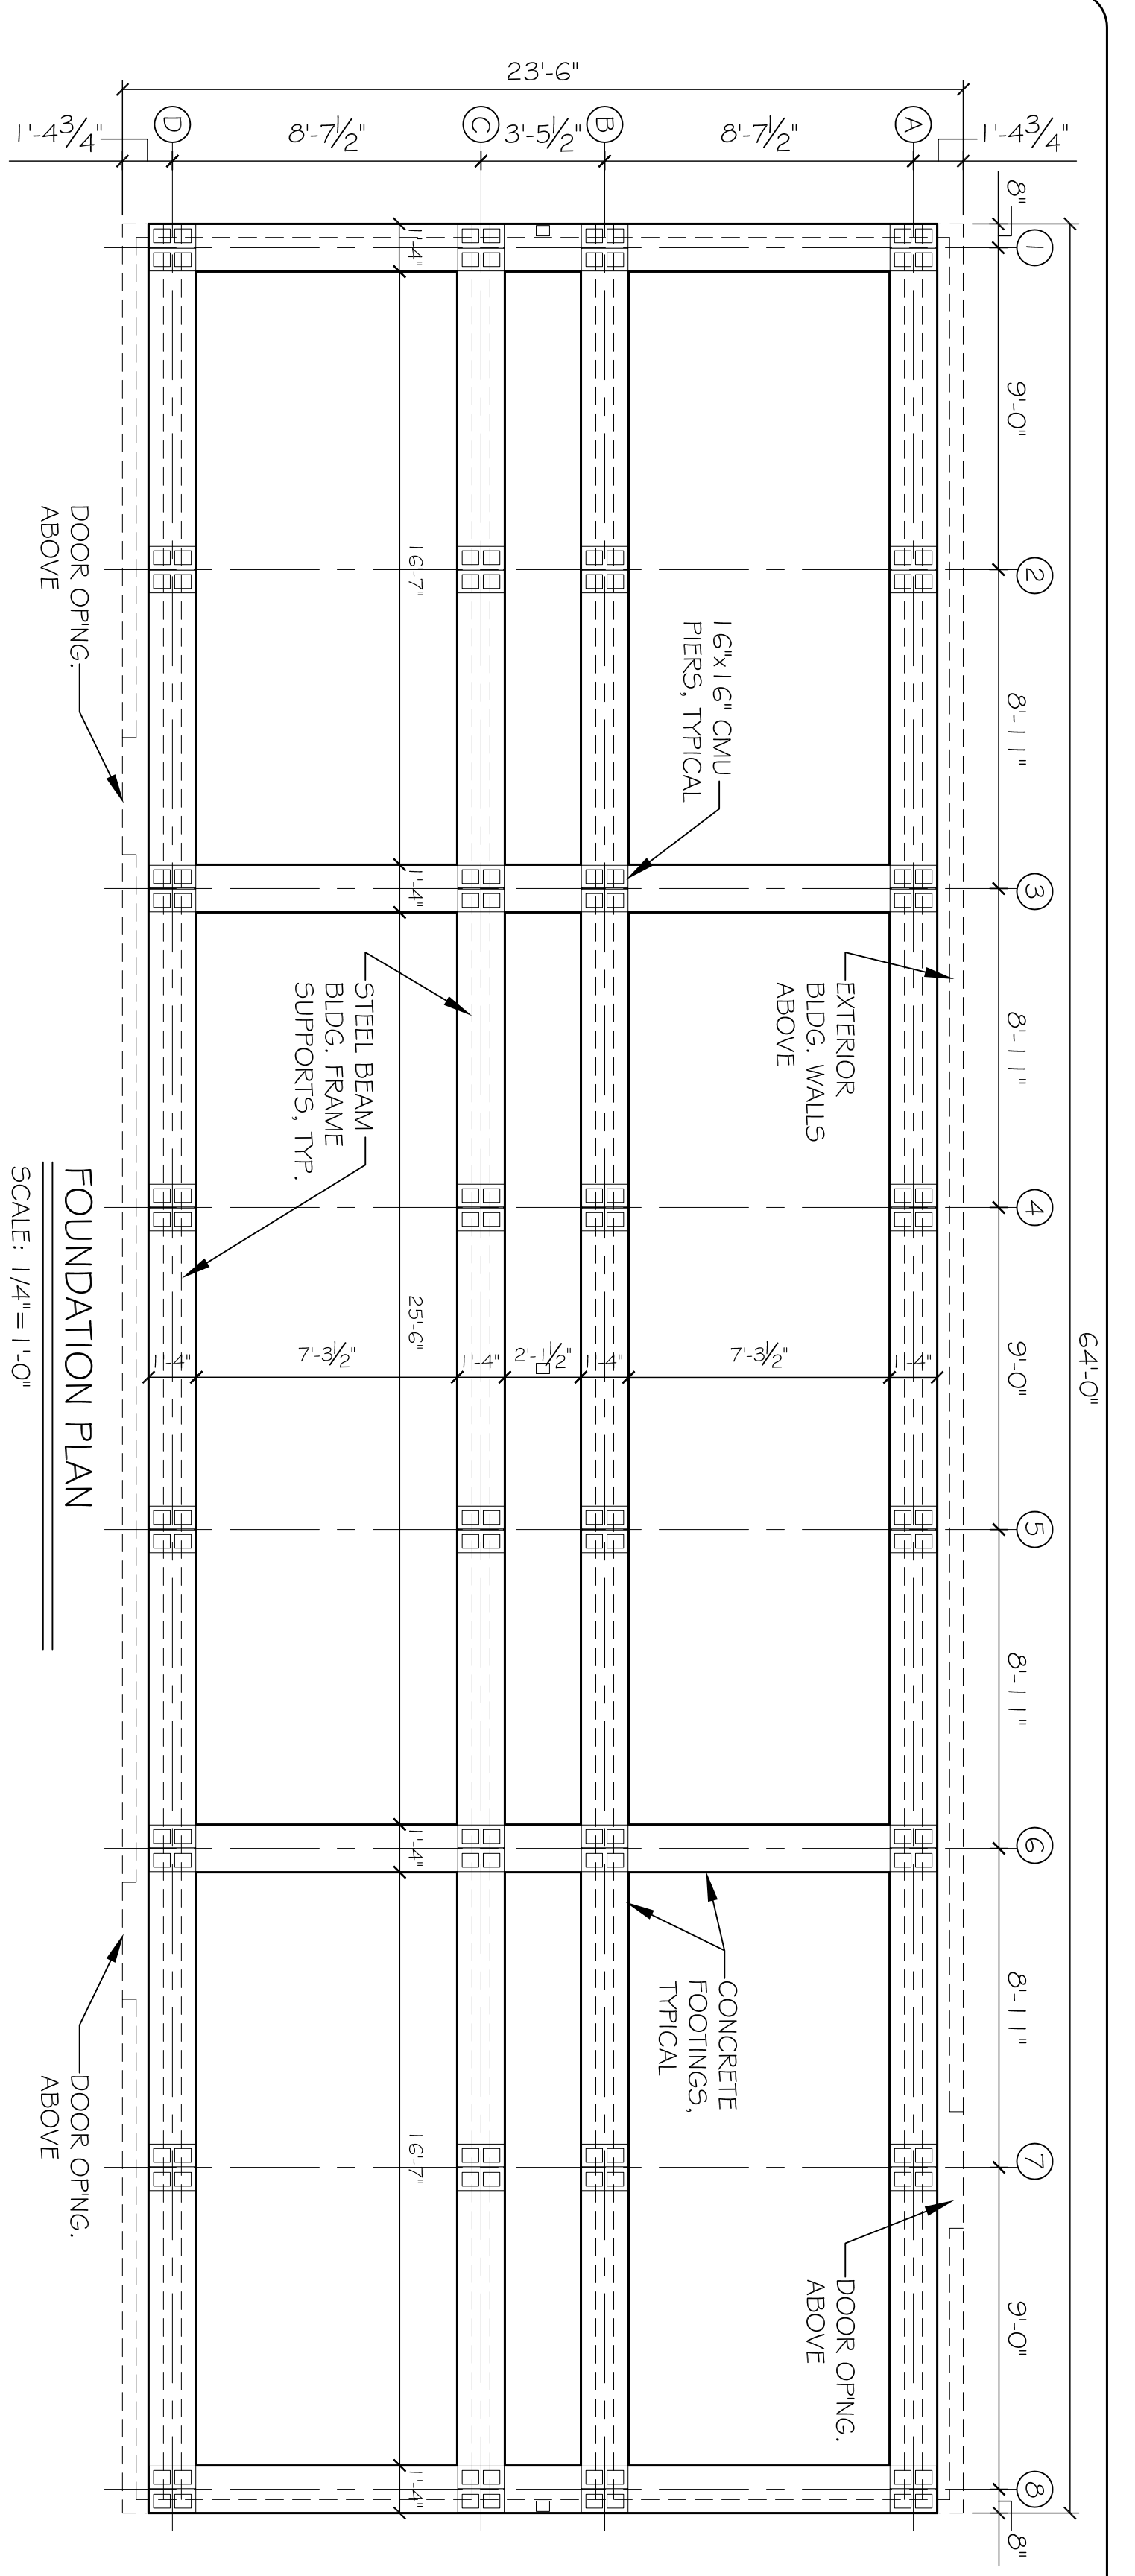 64'-0"
8"
9'-0"
8'-11"
8'-11"
9'-0"
8'-11"
8'-11"
9'-0"
8"
1
2
3
4
5
6
7
8
23'-6"
1'-4 3/4"
A
8'-7 1/2"
B
3'-5 1/2"
C
8'-7 1/2"
D
1'-4 3/4"
EXTERIOR
BLDG. WALLS
ABOVE
DOOR OP'NG.
ABOVE
16"x16" CMU
PIERS, TYPICAL
CONCRETE
FOOTINGS,
TYPICAL
1'-4"
7'-3 1/2"
1'-4"
2'-1 1/2"
1'-4"
7'-3 1/2"
1'-4"
1'-4"
16'-7"
1'-4"
25'-6"
1'-4"
16'-7"
1'-4"
STEEL BEAM
BLDG. FRAME
SUPPORTS, TYP.
DOOR OP'NG.
ABOVE
DOOR OP'NG.
ABOVE
FOUNDATION PLAN
SCALE: 1/4"=1'-0"